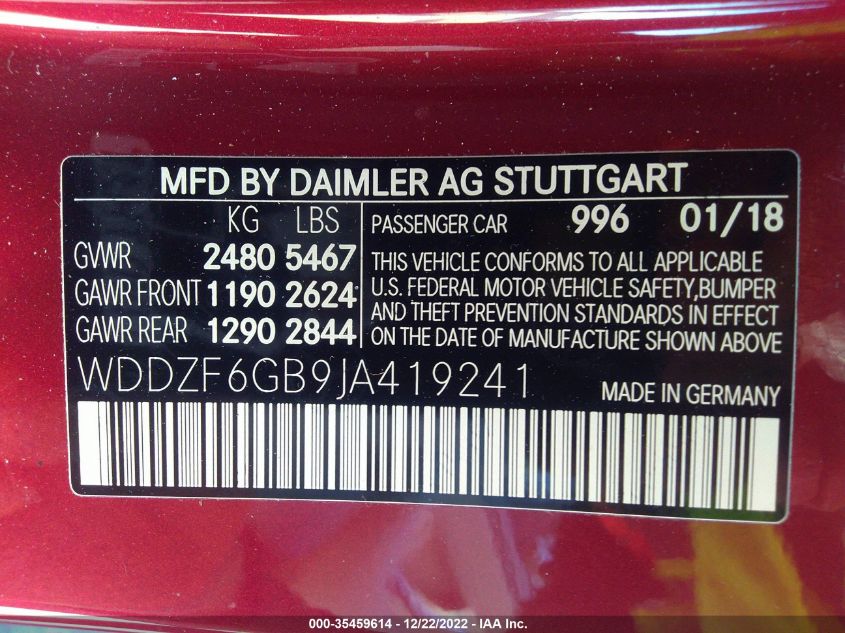 MFD BY DAIMLER AG STUTTGART
KG LBS
GVWR 2480 5467
GAWR FRONT 1190 2624
GAWR REAR 1290 2844
PASSENGER CAR 996 01/18
THIS VEHICLE CONFORMS TO ALL APPLICABLE
U.S. FEDERAL MOTOR VEHICLE SAFETY,BUMPER
AND THEFT PREVENTION STANDARDS IN EFFECT
ON THE DATE OF MANUFACTURE SHOWN ABOVE
WDDZF6GB9JA419241
MADE IN GERMANY
000-35459614 - 12/22/2022 - IAA Inc.